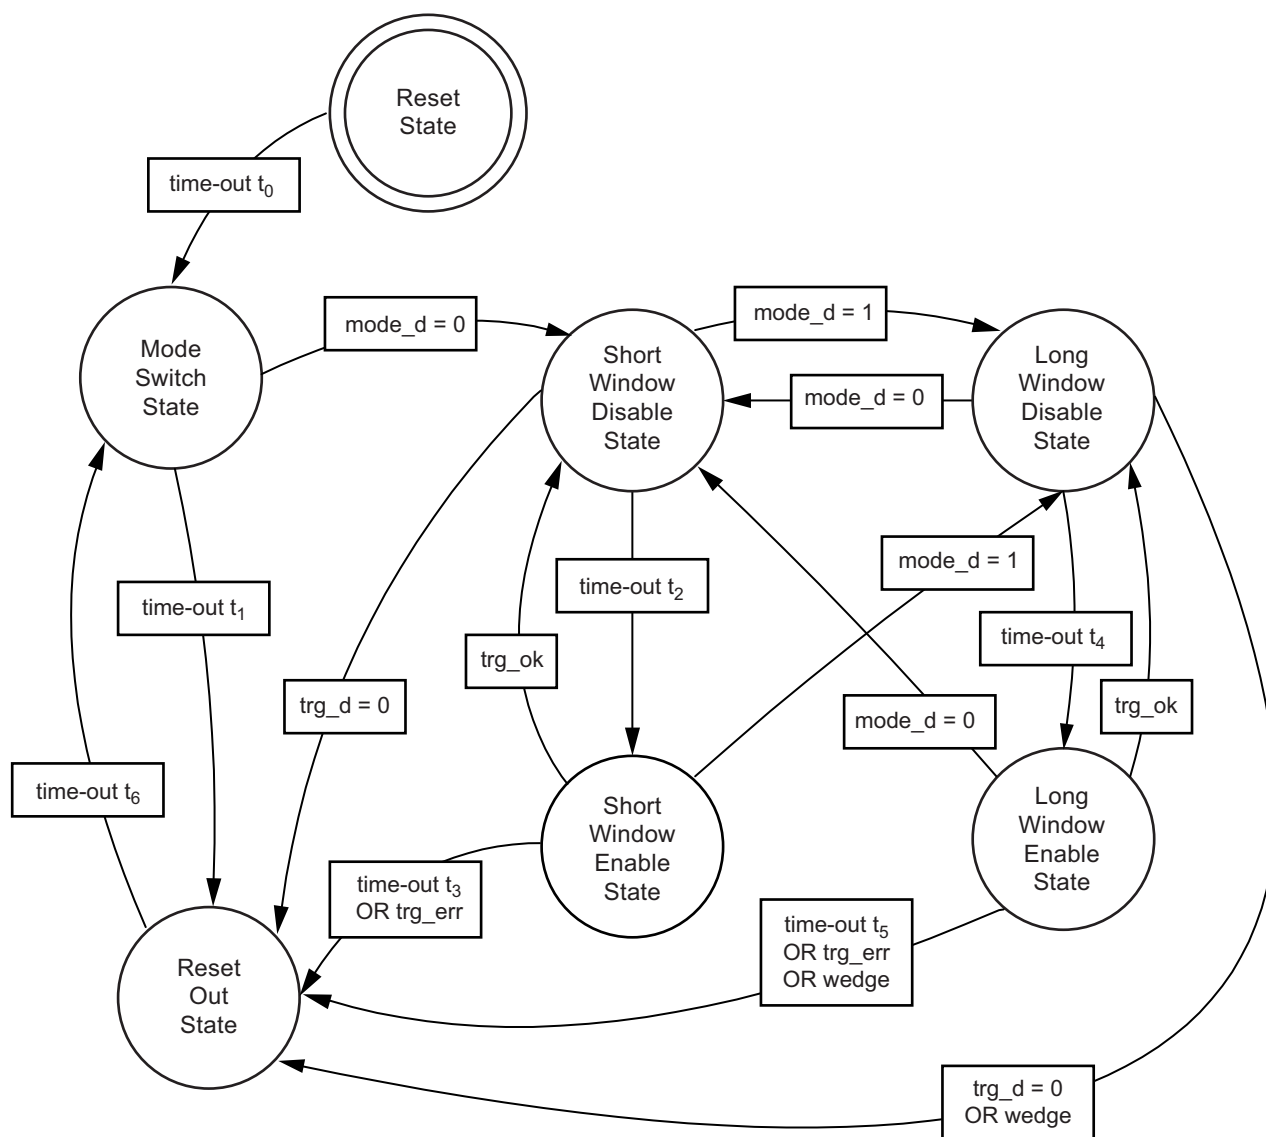 Reset
State
time-out t₀
Mode
Switch
State
mode_d = 0
Short
Window
Disable
State
mode_d = 1
mode_d = 0
Long
Window
Disable
State
time-out t₁
time-out t₂
trg_ok
mode_d = 1
time-out t₄
trg_ok
trg_d = 0
mode_d = 0
time-out t₆
Short
Window
Enable
State
Long
Window
Enable
State
time-out t₃
OR trg_err
time-out t₅
OR trg_err
OR wedge
Reset
Out
State
trg_d = 0
OR wedge